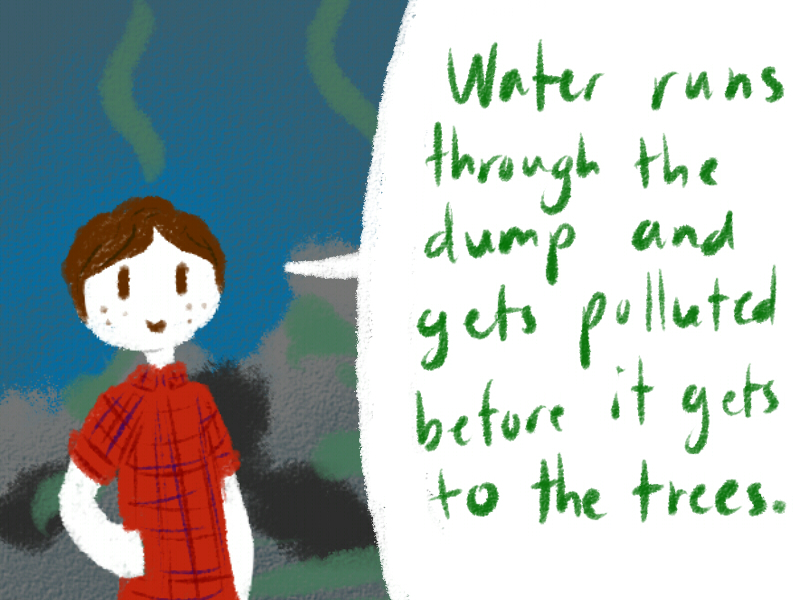 Water runs
through the
dump and
gets polluted
before it gets
to the trees.